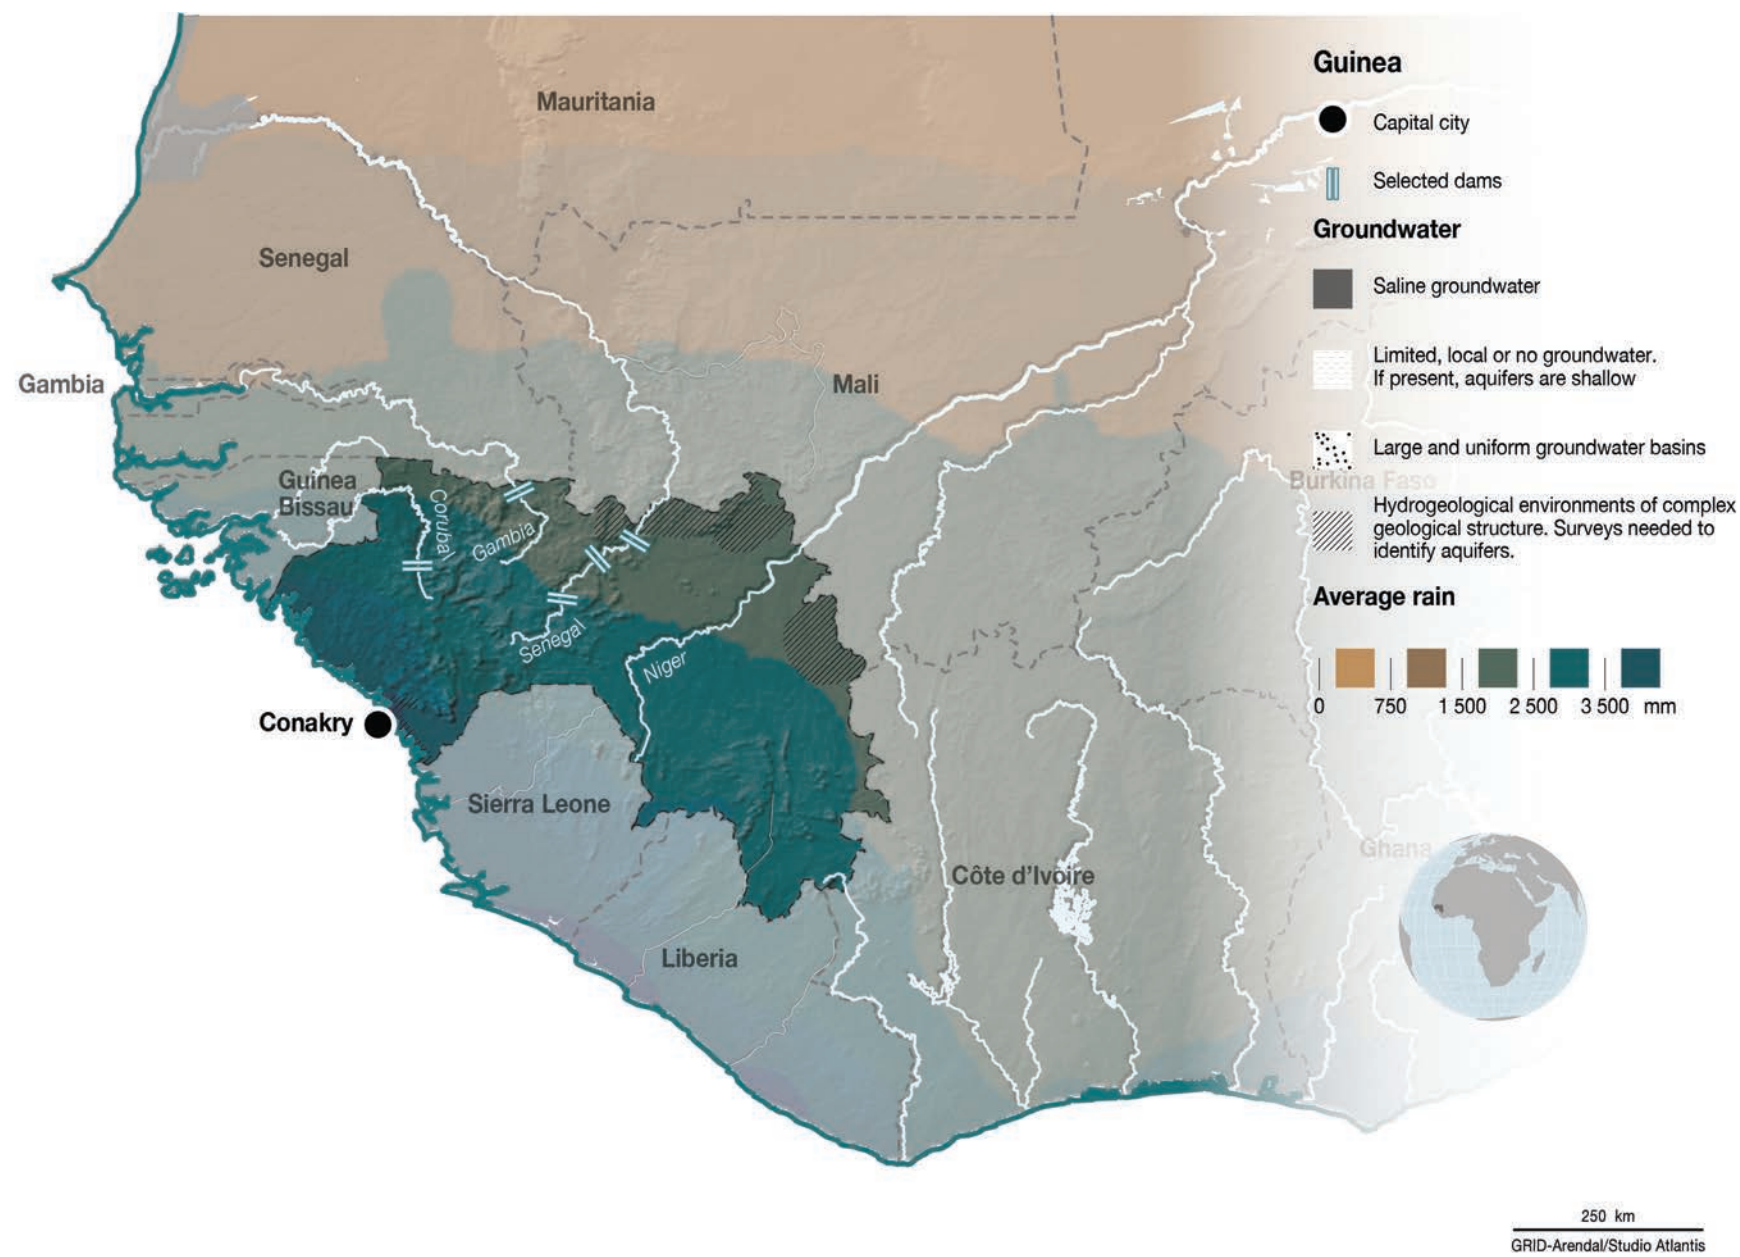 Mauritania
Senegal
Gambia
Mali
Guinea
Bissau
Corubal
Gambia
Senegal
Niger
Conakry
Sierra Leone
Liberia
Côte d’Ivoire
Burkina Faso
Ghana
Guinea
Capital city
Selected dams
Groundwater
Saline groundwater
Limited, local or no groundwater.
If present, aquifers are shallow
Large and uniform groundwater basins
Hydrogeological environments of complex
geological structure. Surveys needed to
identify aquifers.
Average rain
0 750 1 500 2 500 3 500 mm
250 km
GRID-Arendal/Studio Atlantis